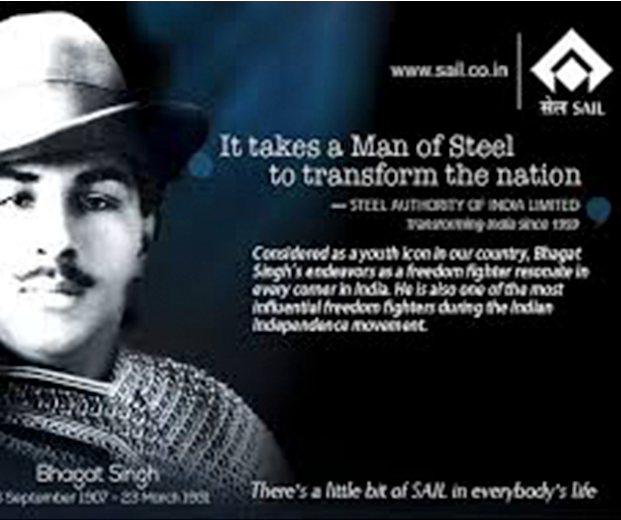 www.sail.co.in
सेल SAIL
It takes a Man of Steel
to transform the nation
— STEEL AUTHORITY OF INDIA LIMITED
Transforming India since 1959
Considered as a youth icon in our country, Bhagat
Singh's endeavors as a freedom fighter resonate in
every corner in India. He is also one of the most
influential freedom fighters during the Indian
Independence movement.
Bhagat Singh
September 1907 - 23 March 1931
There's a little bit of SAIL in everybody's life